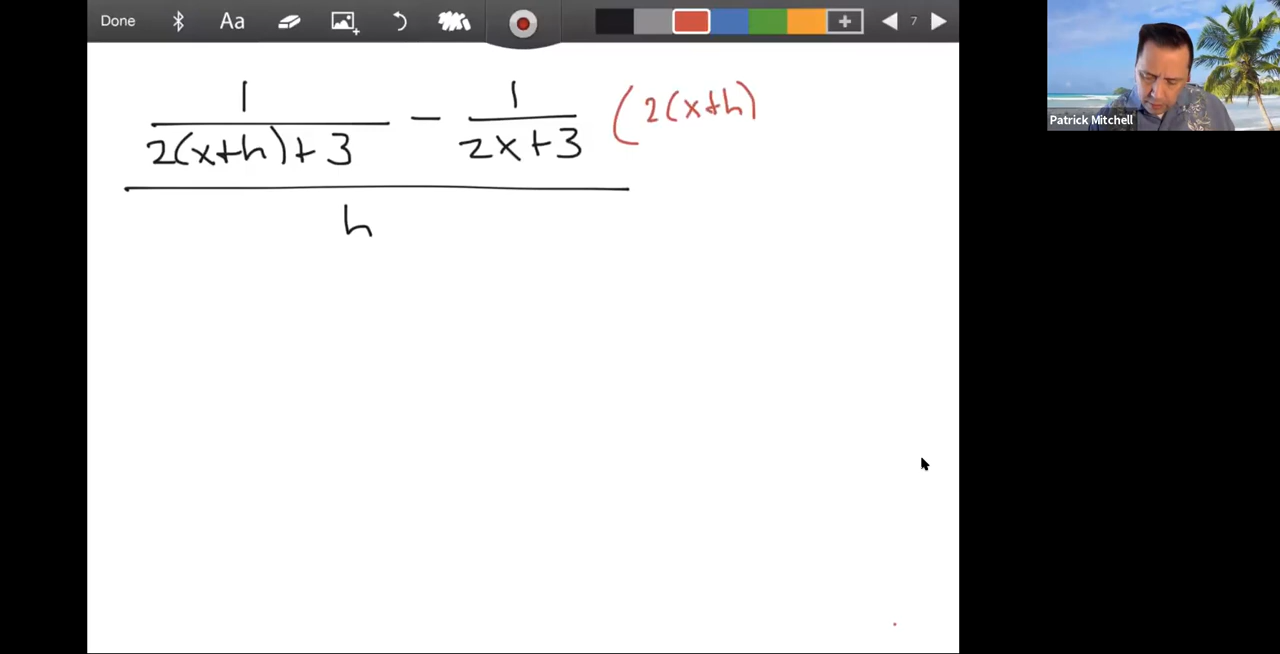 Done Aa 7
1 / (2(x+h)+3) − 1 / (2x+3) (2(x+h)
h
Patrick Mitchell